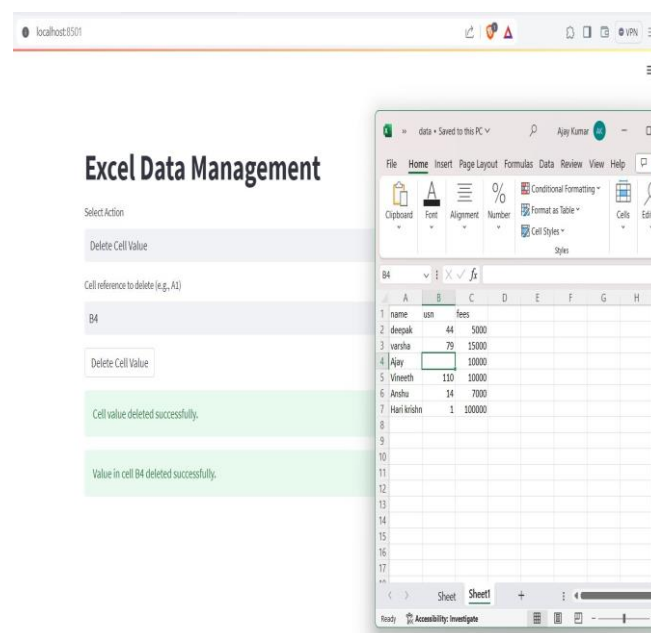 localhost:8501
VPN
Excel Data Management
Select Action
Delete Cell Value
Cell reference to delete (e.g., A1)
B4
Delete Cell Value
Cell value deleted successfully.
Value in cell B4 deleted successfully.
data • Saved to this PC
Ajay Kumar
AK
File Home Insert Page Layout Formulas Data Review View Help
Clipboard Font Alignment Number
Conditional Formatting
Format as Table
Cell Styles
Styles
Cells
B4 fx
A B C D E F G H
1 name usn fees
2 deepak 44 5000
3 varsha 79 15000
4 Ajay 10000
5 Vineeth 110 10000
6 Anshu 14 7000
7 Hari krishn 1 100000
8
9
10
11
12
13
14
15
16
17
Sheet Sheet1
Ready Accessibility: Investigate